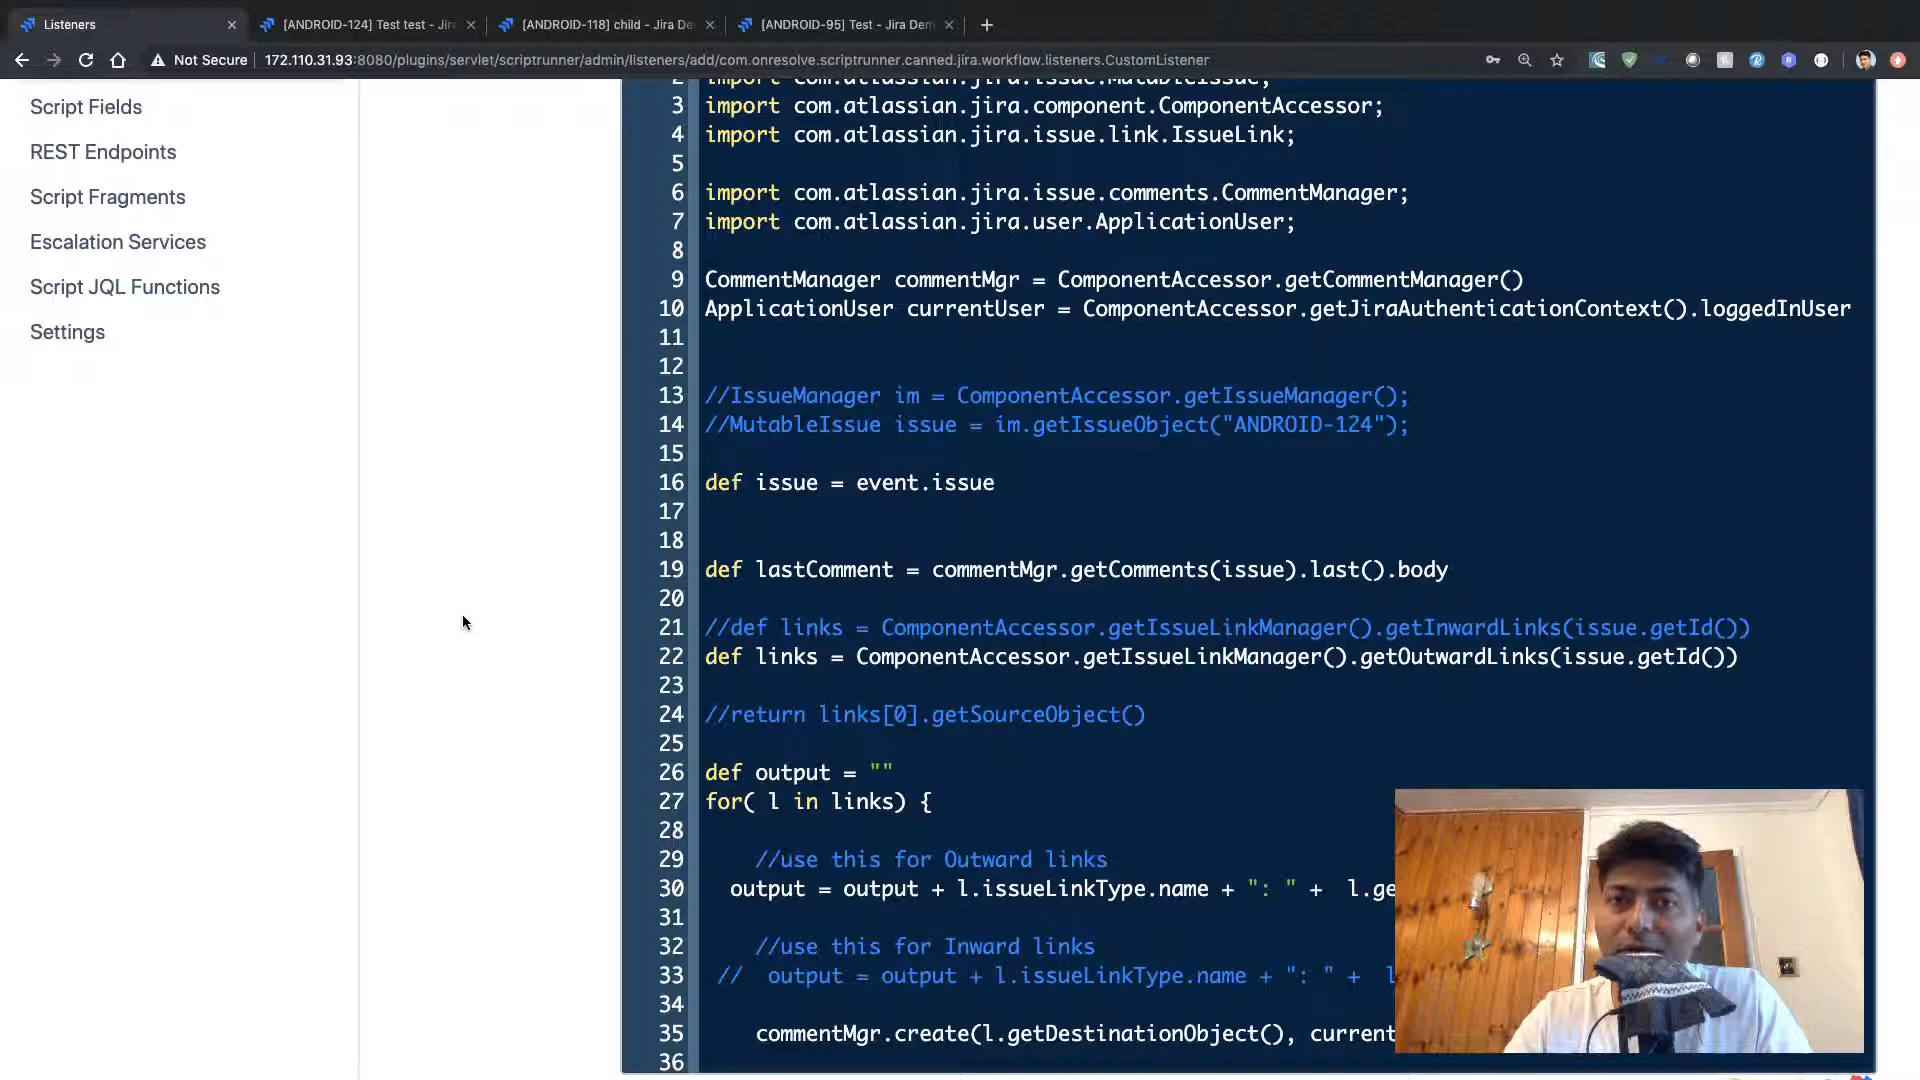 Listeners
[ANDROID-124] Test test - Jir
[ANDROID-118] child - Jira De
[ANDROID-95] Test - Jira Dem
Not Secure
172.110.31.93:8080/plugins/servlet/scriptrunner/admin/listeners/add/com.onresolve.scriptrunner.canned.jira.workflow.listeners.CustomListener
Script Fields
REST Endpoints
Script Fragments
Escalation Services
Script JQL Functions
Settings
2 import com.atlassian.jira.issue.MutableIssue;
3 import com.atlassian.jira.component.ComponentAccessor;
4 import com.atlassian.jira.issue.link.IssueLink;
5
6 import com.atlassian.jira.issue.comments.CommentManager;
7 import com.atlassian.jira.user.ApplicationUser;
8
9 CommentManager commentMgr = ComponentAccessor.getCommentManager()
10 ApplicationUser currentUser = ComponentAccessor.getJiraAuthenticationContext().loggedInUser
11
12
13 //IssueManager im = ComponentAccessor.getIssueManager();
14 //MutableIssue issue = im.getIssueObject("ANDROID-124");
15
16 def issue = event.issue
17
18
19 def lastComment = commentMgr.getComments(issue).last().body
20
21 //def links = ComponentAccessor.getIssueLinkManager().getInwardLinks(issue.getId())
22 def links = ComponentAccessor.getIssueLinkManager().getOutwardLinks(issue.getId())
23
24 //return links[0].getSourceObject()
25
26 def output = ""
27 for( l in links) {
28
29 //use this for Outward links
30 output = output + l.issueLinkType.name + ": " + l.ge
31
32 //use this for Inward links
33 // output = output + l.issueLinkType.name + ": " + l
34
35 commentMgr.create(l.getDestinationObject(), current
36